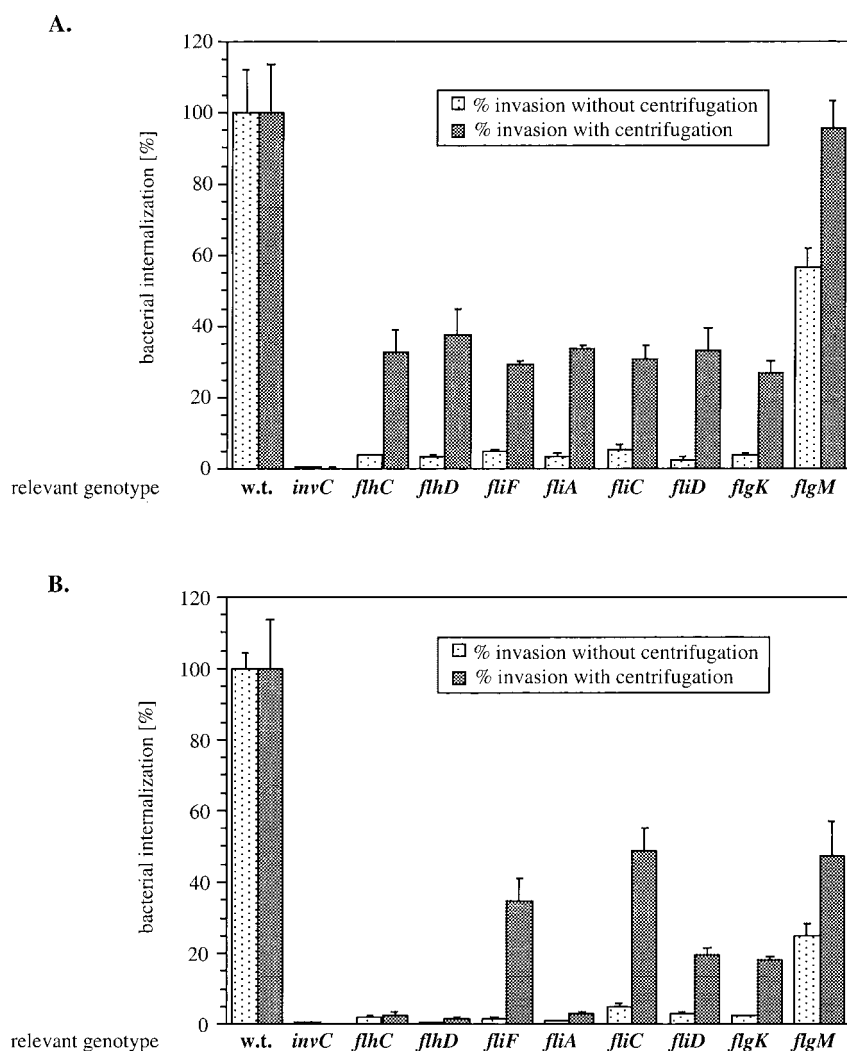 A.
120
100
80
60
40
20
0
bacterial internalization [%]
% invasion without centrifugation
% invasion with centrifugation
relevant genotype w.t. invC flhC flhD fliF fliA fliC fliD flgK flgM
B.
120
100
80
60
40
20
0
bacterial internalization [%]
% invasion without centrifugation
% invasion with centrifugation
relevant genotype w.t. invC flhC flhD fliF fliA fliC fliD flgK flgM